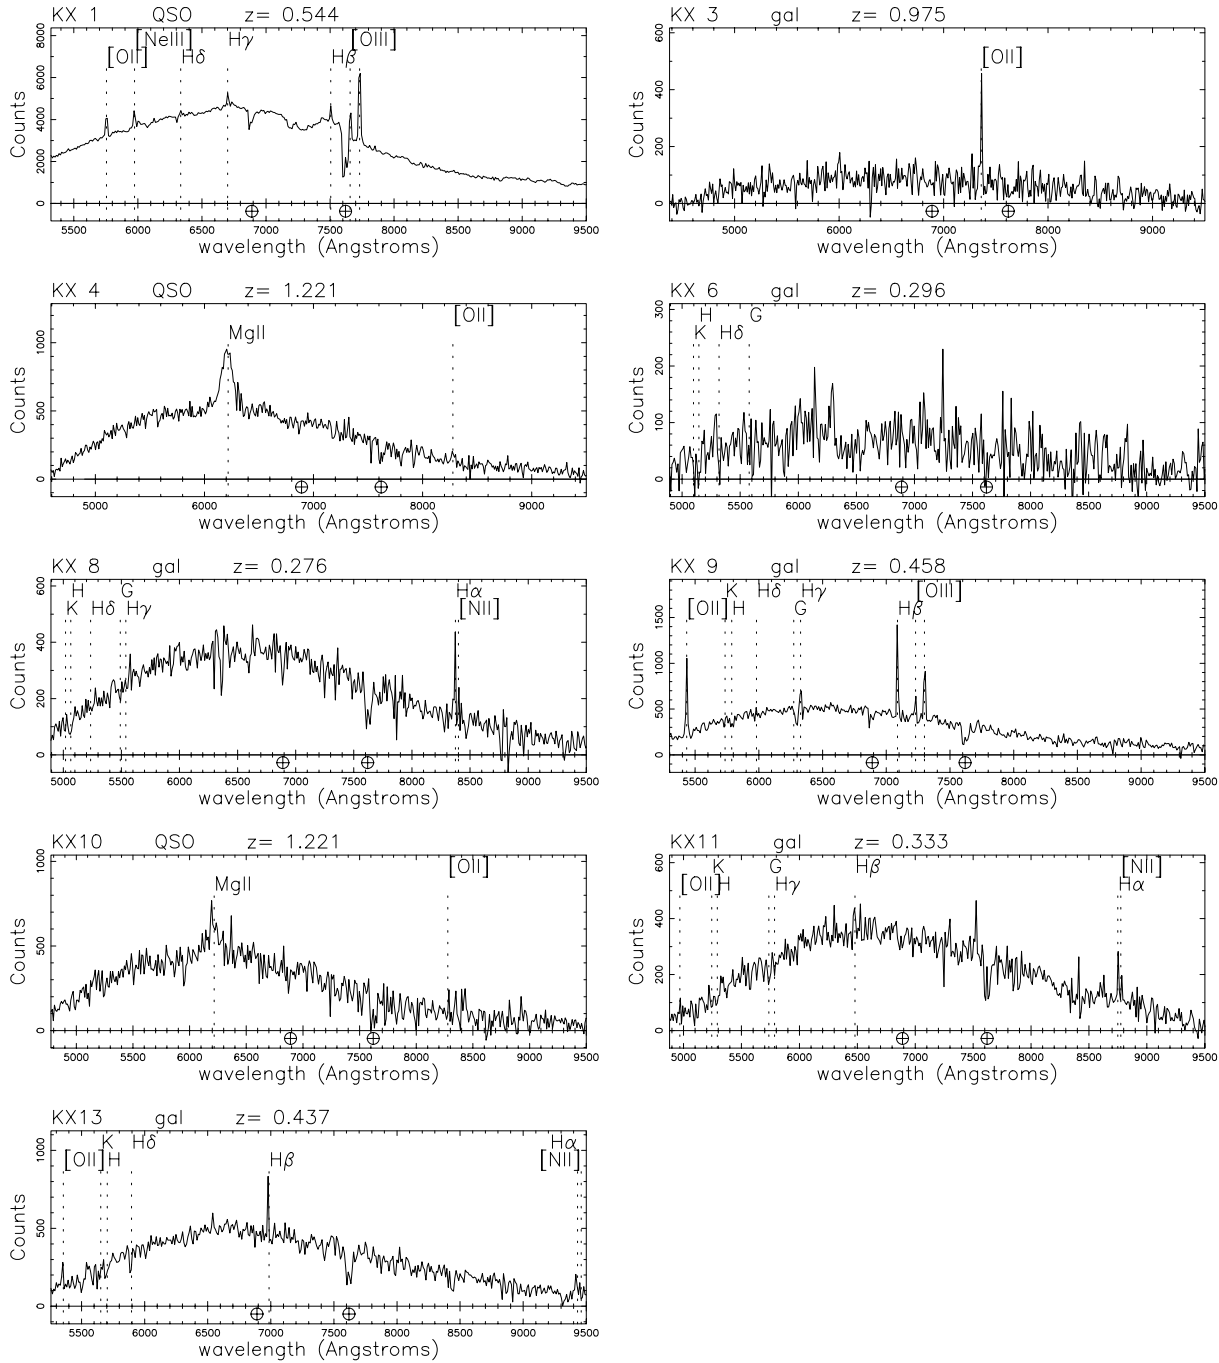 KX 1 QSO z= 0.544
[NeIII] Hγ [OIII]
[OII] Hδ Hβ
8000
6000
4000
2000
0
Counts
5500 6000 6500 7000 7500 8000 8500 9000 9500
wavelength (Angstroms)
KX 3 gal z= 0.975
[OII]
600
400
200
0
Counts
5000 6000 7000 8000 9000
wavelength (Angstroms)
KX 4 QSO z= 1.221
[OII]
MgII
1000
500
0
Counts
5000 6000 7000 8000 9000
wavelength (Angstroms)
KX 6 gal z= 0.296
H G
K Hδ
300
200
100
0
Counts
5000 5500 6000 6500 7000 7500 8000 8500 9000 9500
wavelength (Angstroms)
KX 8 gal z= 0.276
H G Hα
K Hδ Hγ [NII]
600
400
200
0
Counts
5000 5500 6000 6500 7000 7500 8000 8500 9000 9500
wavelength (Angstroms)
KX 9 gal z= 0.458
K Hδ Hγ [OIII]
[OII] H G Hβ
1500
1000
500
0
Counts
5500 6000 6500 7000 7500 8000 8500 9000 9500
wavelength (Angstroms)
KX10 QSO z= 1.221
[OII]
MgII
1000
500
0
Counts
5000 5500 6000 6500 7000 7500 8000 8500 9000 9500
wavelength (Angstroms)
KX11 gal z= 0.333
K G Hβ [NII]
[OII] H Hγ Hα
600
400
200
0
Counts
5000 5500 6000 6500 7000 7500 8000 8500 9000 9500
wavelength (Angstroms)
KX13 gal z= 0.437
K Hδ Hα
[OII] H Hβ [NII]
1000
500
0
Counts
5500 6000 6500 7000 7500 8000 8500 9000 9500
wavelength (Angstroms)